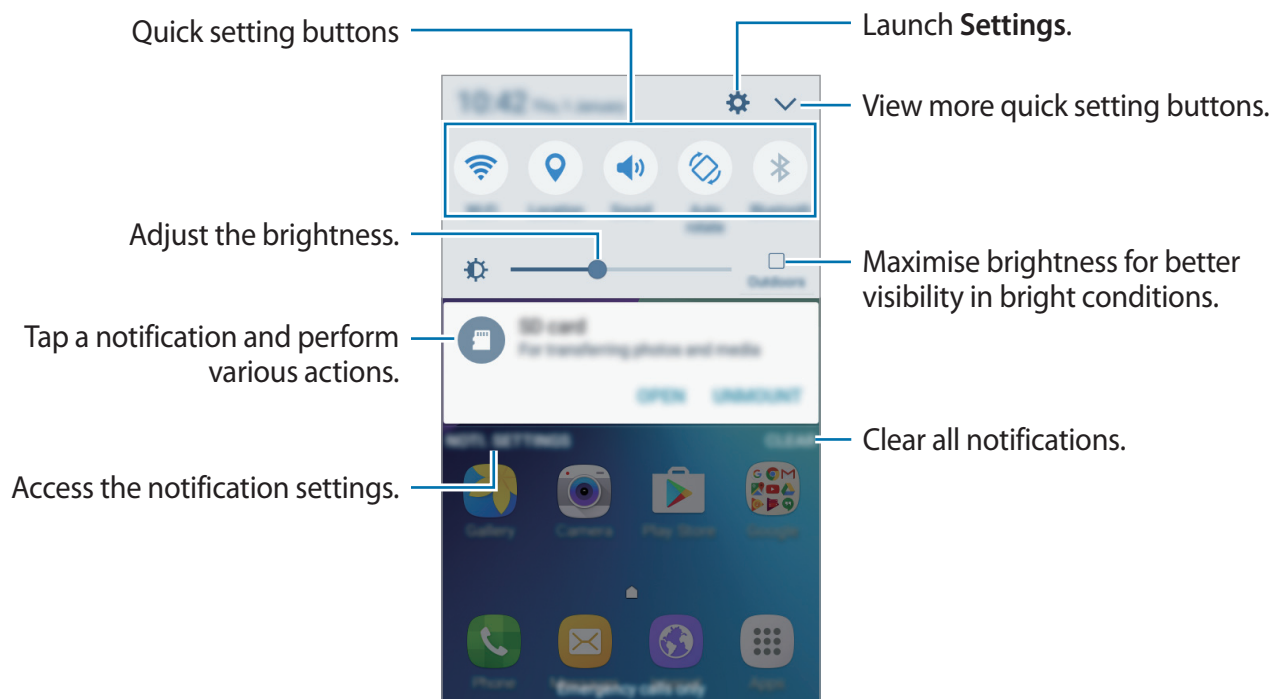 Quick setting buttons
Launch Settings.
10:42
View more quick setting buttons.
Adjust the brightness.
Maximise brightness for better
visibility in bright conditions.
Tap a notification and perform
various actions.
SD card
For transferring photos and media
OPEN UNMOUNT
NOTI. SETTINGS CLEAR
Clear all notifications.
Access the notification settings.
Gallery Camera Play Store Google
Phone Apps
Emergency calls only